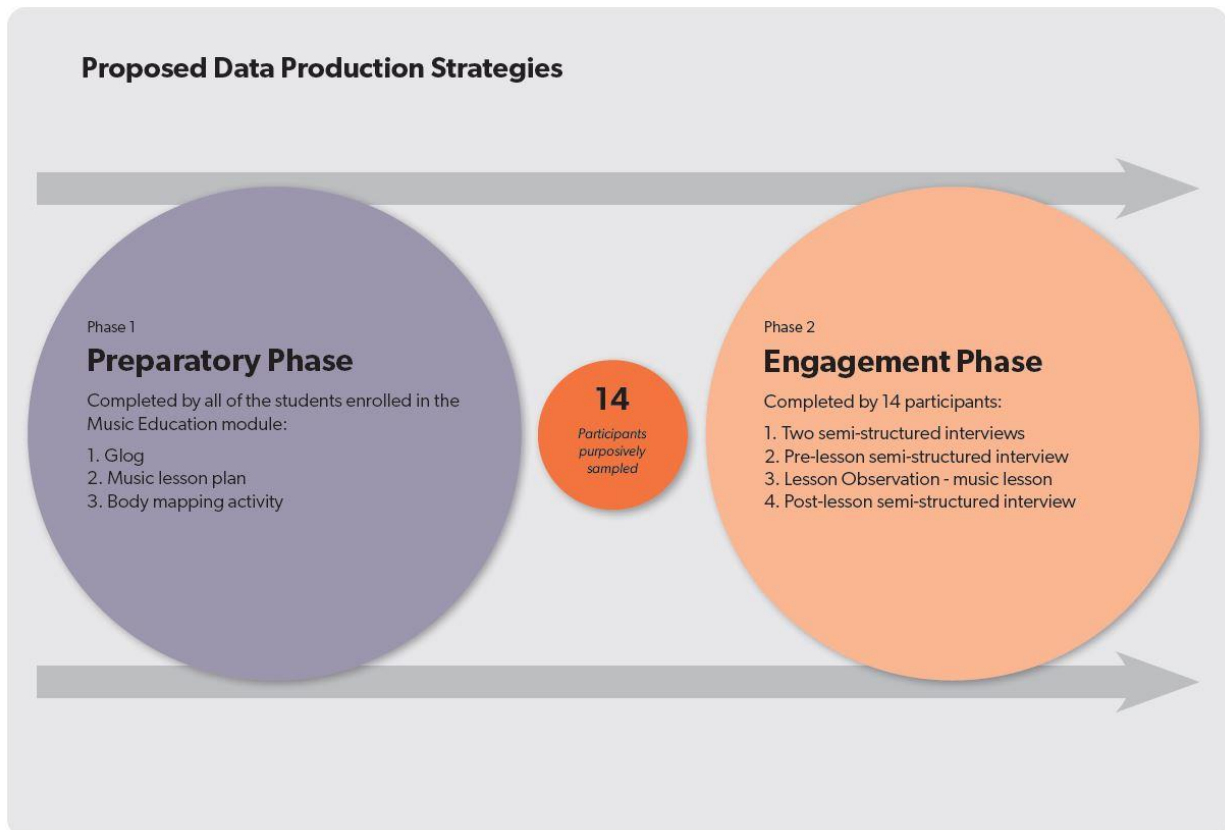 Proposed Data Production Strategies
Phase 1
Preparatory Phase
Completed by all of the students enrolled in the
Music Education module:
1. Glog
2. Music lesson plan
3. Body mapping activity
14
Participants
purposively
sampled
Phase 2
Engagement Phase
Completed by 14 participants:
1. Two semi-structured interviews
2. Pre-lesson semi-structured interview
3. Lesson Observation - music lesson
4. Post-lesson semi-structured interview